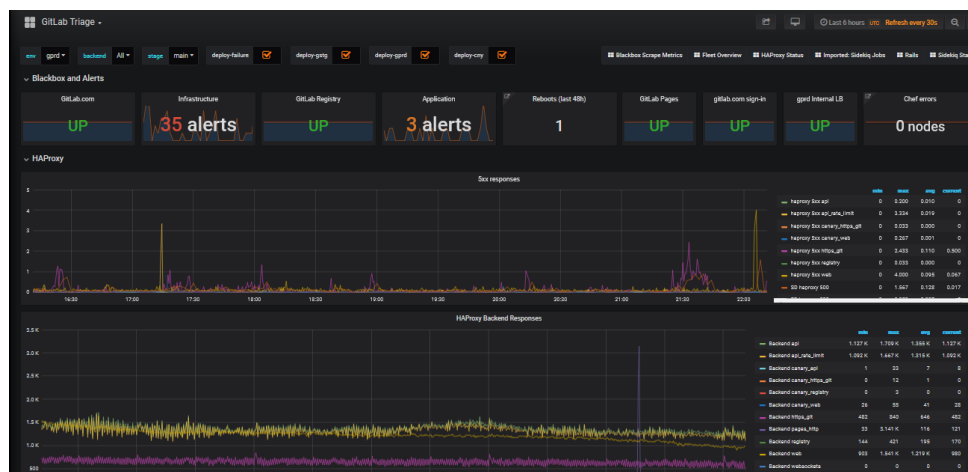 GitLab Triage
Last 6 hours UTC Refresh every 30s
env gprd backend All stage main deploy-failure deploy-gstg deploy-gprd deploy-cny Blackbox Scrape Metrics Fleet Overview HAProxy Status Imported: Sidekiq Jobs Rails Sidekiq Sta
Blackbox and Alerts
GitLab.com Infrastructure GitLab Registry Application Reboots (last 48h) GitLab Pages gitlab.com sign-in gprd Internal LB Chef errors
UP 35 alerts UP 3 alerts 1 UP UP UP 0 nodes
HAProxy
5xx responses
min max avg current
5
4
3
2
1
0
16:30 17:00 17:30 18:00 18:30 19:00 19:30 20:00 20:30 21:00 21:30 22:00
haproxy 5xx api 0 0.200 0.010 0
haproxy 5xx api_rate_limit 0 3.334 0.019 0
haproxy 5xx canary_https_git 0 0.033 0.000 0
haproxy 5xx canary_web 0 0.267 0.001 0
haproxy 5xx https_git 0 2.433 0.110 0.500
haproxy 5xx registry 0 0.033 0.000 0
haproxy 5xx web 0 4.000 0.095 0.067
SD haproxy 500 0 1.567 0.128 0.017
HAProxy Backend Responses
min max avg current
3.5 K
3.0 K
2.5 K
2.0 K
1.5 K
1.0 K
500
Backend api 1.127 K 1.709 K 1.355 K 1.127 K
Backend api_rate_limit 1.092 K 1.667 K 1.315 K 1.092 K
Backend canary_api 1 33 7 8
Backend canary_https_git 0 12 1 0
Backend canary_registry 0 3 0 0
Backend canary_web 26 55 41 28
Backend https_git 482 840 646 482
Backend pages_http 33 3.141 K 116 121
Backend registry 144 421 195 170
Backend web 903 1.541 K 1.219 K 980
Backend websockets 0 0 0 0